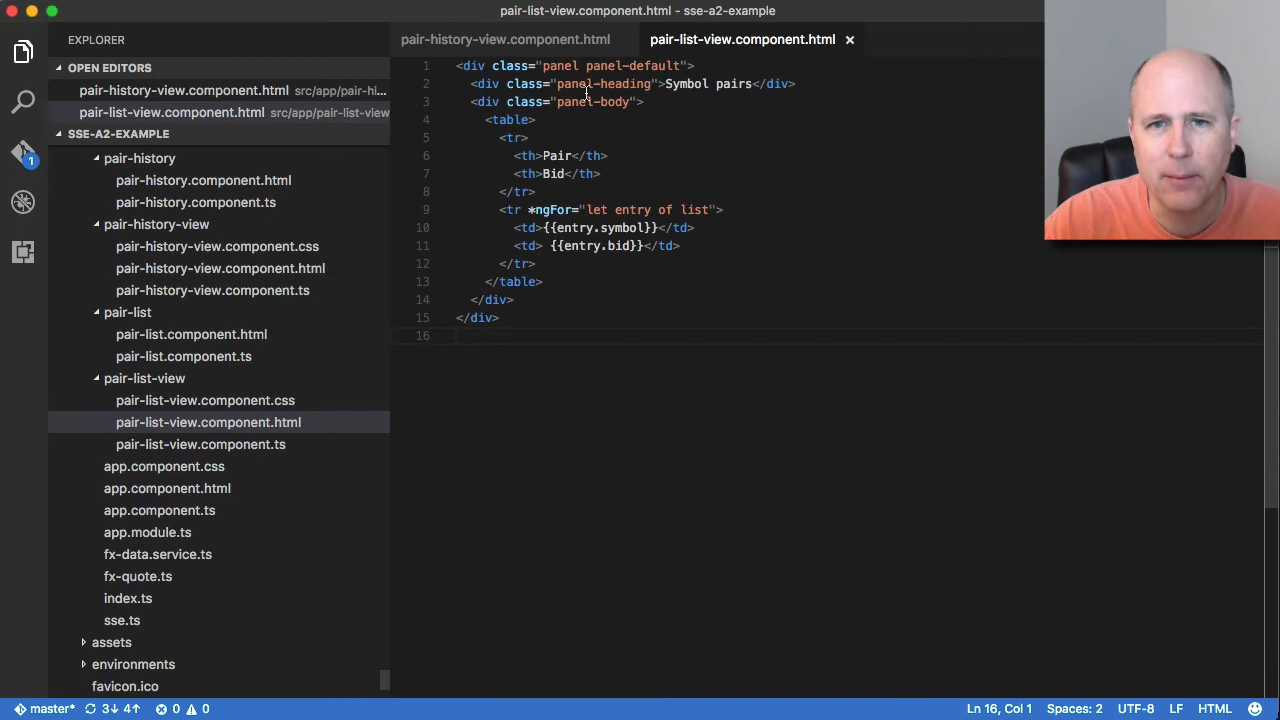 pair-list-view.component.html - sse-a2-example
EXPLORER
OPEN EDITORS
pair-history-view.component.html src/app/pair-hi...
pair-list-view.component.html src/app/pair-list-view
SSE-A2-EXAMPLE
pair-history
pair-history.component.html
pair-history.component.ts
pair-history-view
pair-history-view.component.css
pair-history-view.component.html
pair-history-view.component.ts
pair-list
pair-list.component.html
pair-list.component.ts
pair-list-view
pair-list-view.component.css
pair-list-view.component.html
pair-list-view.component.ts
app.component.css
app.component.html
app.component.ts
app.module.ts
fx-data.service.ts
fx-quote.ts
index.ts
sse.ts
assets
environments
favicon.ico
1
pair-history-view.component.html pair-list-view.component.html
1 <div class="panel panel-default">
2 <div class="panel-heading">Symbol pairs</div>
3 <div class="panel-body">
4 <table>
5 <tr>
6 <th>Pair</th>
7 <th>Bid</th>
8 </tr>
9 <tr *ngFor="let entry of list">
10 <td>{{entry.symbol}}</td>
11 <td> {{entry.bid}}</td>
12 </tr>
13 </table>
14 </div>
15 </div>
16
master* 3↓ 4↑ 0 0 Ln 16, Col 1 Spaces: 2 UTF-8 LF HTML